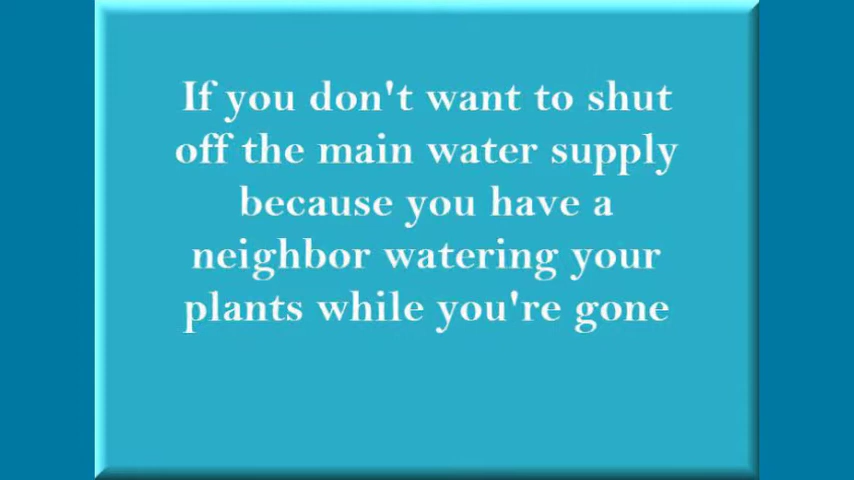 If you don't want to shut
off the main water supply
because you have a
neighbor watering your
plants while you're gone